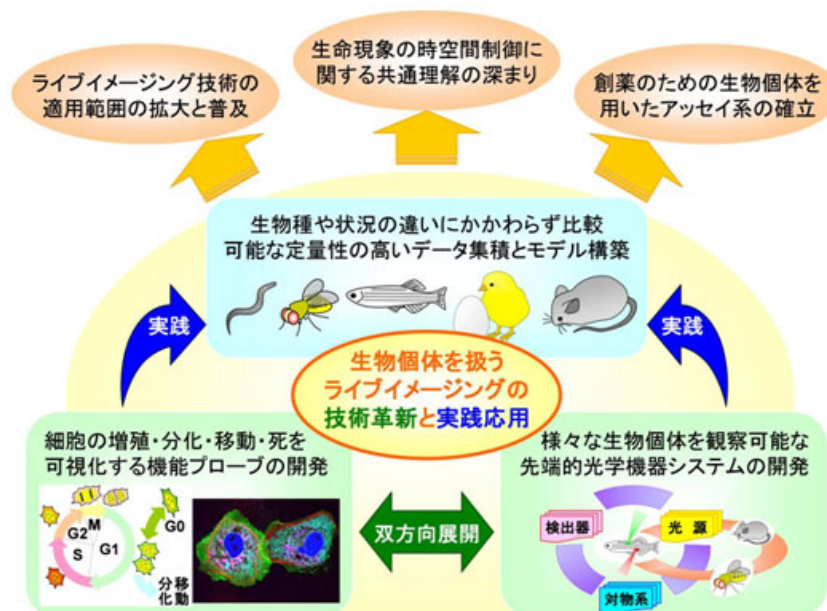 ライブイメージング技術の
適用範囲の拡大と普及
生命現象の時空間制御に
関する共通理解の深まり
創薬のための生物個体を
用いたアッセイ系の確立
生物種や状況の違いにかかわらず比較
可能な定量性の高いデータ集積とモデル構築
実践
実践
生物個体を扱う
ライブイメージングの
技術革新と実践応用
細胞の増殖・分化・移動・死を
可視化する機能プローブの開発
G2
M
S
G1
G0
分化
移動
双方向展開
様々な生物個体を観察可能な
先端的光学機器システムの開発
検出器
光 源
対物系